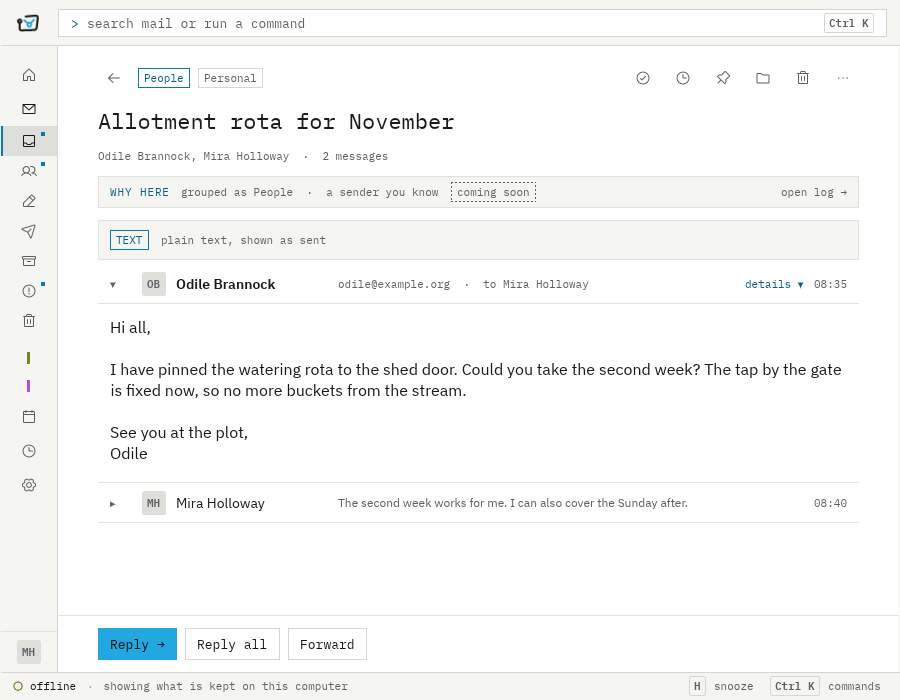 > search mail or run a command Ctrl K
People Personal
Allotment rota for November
Odile Brannock, Mira Holloway · 2 messages
WHY HERE grouped as People · a sender you know coming soon open log →
TEXT plain text, shown as sent
▾ OB Odile Brannock odile@example.org · to Mira Holloway details ▾ 08:35
Hi all,
I have pinned the watering rota to the shed door. Could you take the second week? The tap by the gate
is fixed now, so no more buckets from the stream.
See you at the plot,
Odile
▸ MH Mira Holloway The second week works for me. I can also cover the Sunday after. 08:40
Reply → Reply all Forward
MH
offline · showing what is kept on this computer H snooze Ctrl K commands